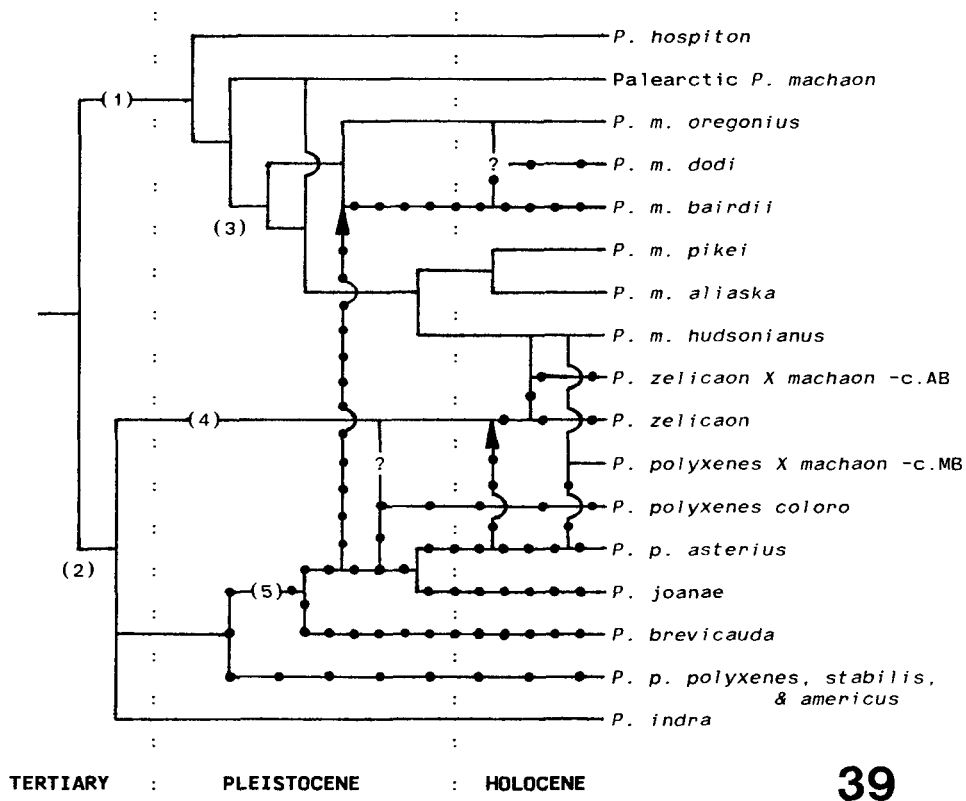 P. hospiton
(1)
Palearctic P. machaon
P. m. oregonius
?
P. m. dodi
P. m. bairdii
(3)
P. m. pikei
P. m. aliaska
P. m. hudsonianus
P. zelicaon X machaon -c.AB
(4)
P. zelicaon
?
P. polyxenes X machaon -c.MB
P. polyxenes coloro
P. p. asterius
(2)
(5)
P. joanae
P. brevicauda
P. p. polyxenes, stabilis,
& americus
P. indra
TERTIARY : PLEISTOCENE : HOLOCENE
39